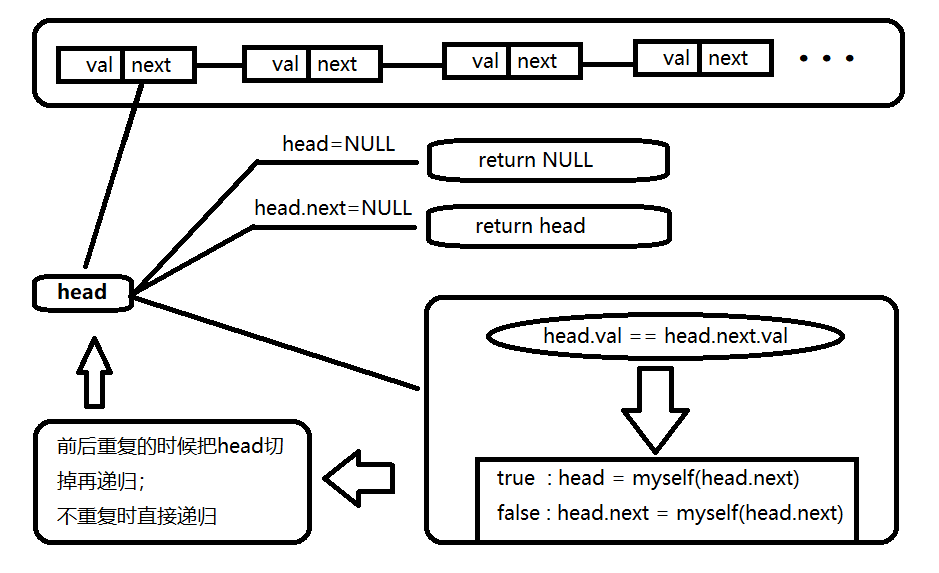 val next val next val next val next • • •
head=NULL
return NULL
head.next=NULL
return head
head
head.val == head.next.val
true : head = myself(head.next)
false : head.next = myself(head.next)
前后重复的时候把head切
掉再递归；
不重复时直接递归